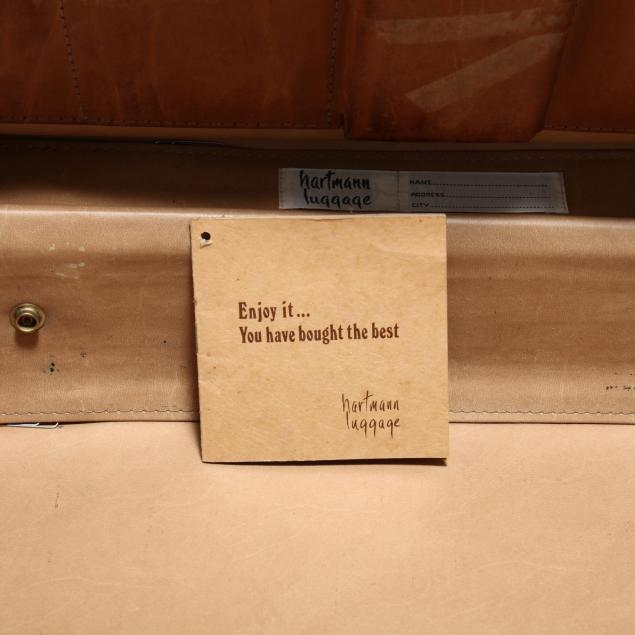 hartmann
luggage
NAME
ADDRESS
CITY
Enjoy it...
You have bought the best
hartmann
luggage